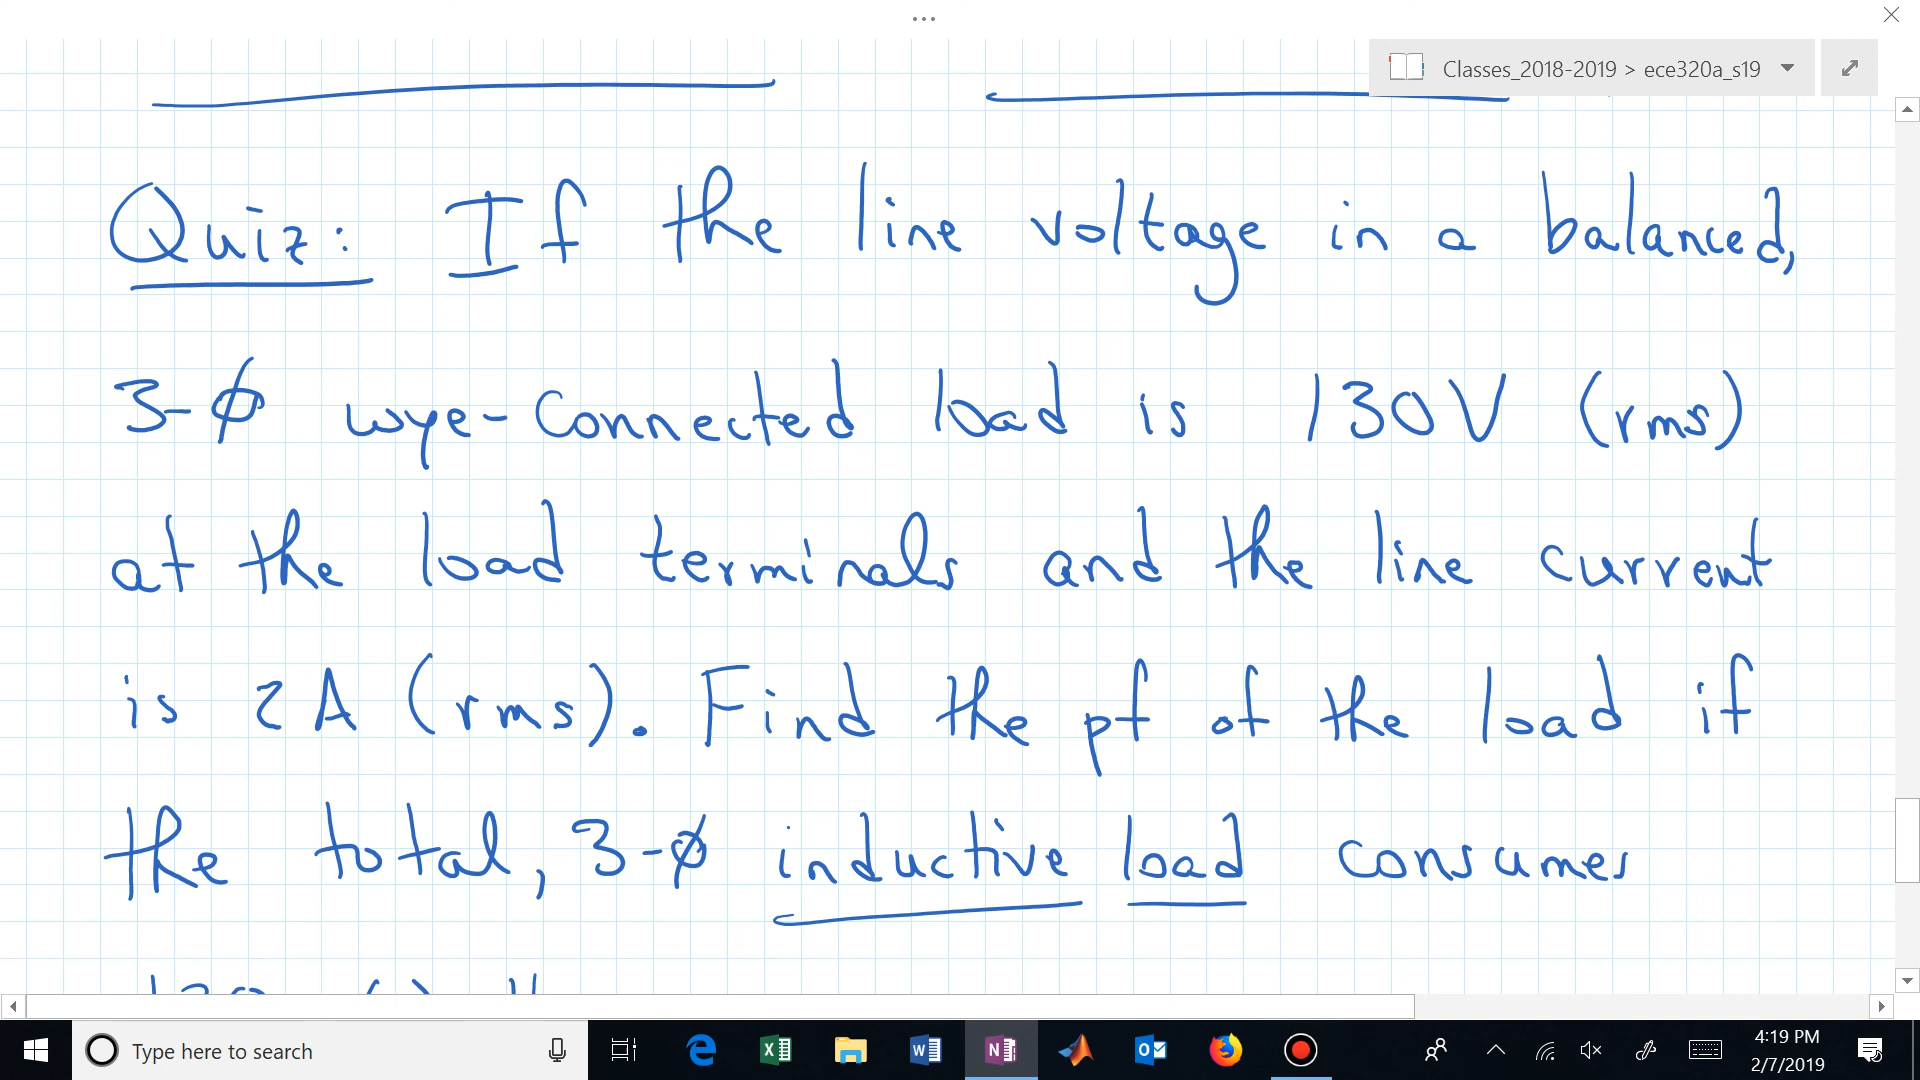 Classes_2018-2019 > ece320a_s19
Quiz: If the line voltage in a balanced,
3-ϕ wye-connected load is 130V (rms)
at the load terminals and the line current
is 2A (rms). Find the pf of the load if
the total, 3-ϕ inductive load consumes
Type here to search
4:19 PM
2/7/2019